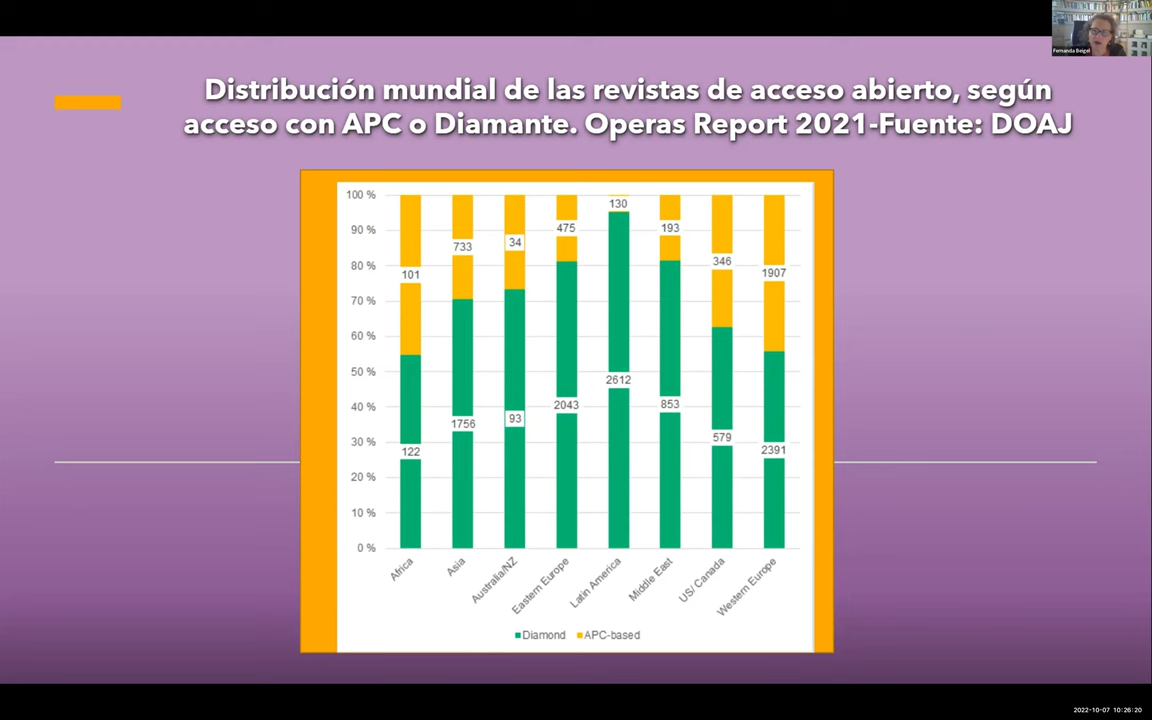 Fernanda Beigel
Distribución mundial de las revistas de acceso abierto, según
acceso con APC o Diamante. Operas Report 2021-Fuente: DOAJ
100 %
90 %
80 %
70 %
60 %
50 %
40 %
30 %
20 %
10 %
0 %
101
733
34
475
130
193
346
1907
122
1756
93
2043
2612
853
579
2391
Africa
Asia
Australia/NZ
Eastern Europe
Latin America
Middle East
US/ Canada
Western Europe
Diamond
APC-based
2022-10-07 10:26:20